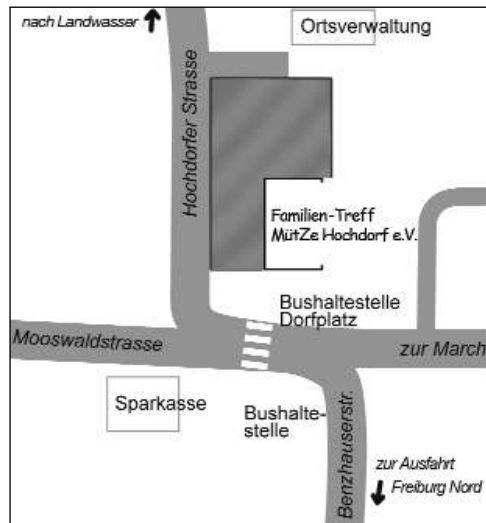 nach Landwasser
Ortsverwaltung
Hochdorfer Strasse
Familien-Treff
MütZe Hochdorf e.V.
Bushaltestelle
Dorfplatz
Mooswaldstrasse
zur March
Sparkasse
Bushalte-
stelle
Benzhauserstr.
zur Ausfahrt
Freiburg Nord